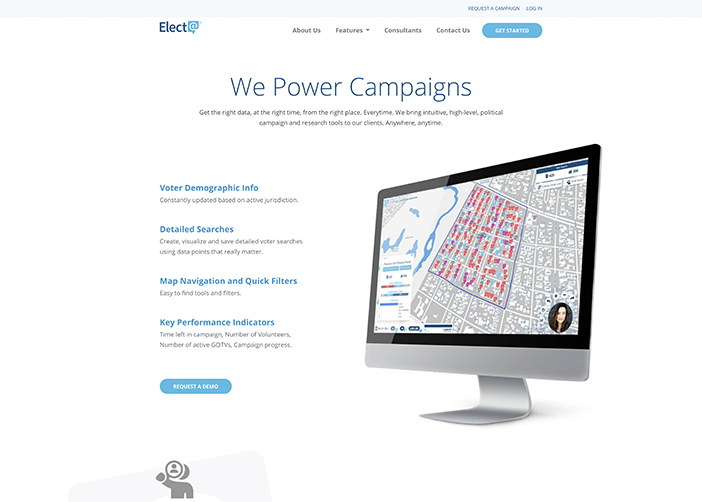 REQUEST A CAMPAIGN LOG IN
Elect@
About Us Features Consultants Contact Us GET STARTED
We Power Campaigns
Get the right data, at the right time, from the right place. Everytime. We bring intuitive, high-level, political
campaign and research tools to our clients. Anywhere, anytime.
Voter Demographic Info
Constantly updated based on active jurisdiction.
Detailed Searches
Create, visualize and save detailed voter searches
using data points that really matter.
Map Navigation and Quick Filters
Easy to find tools and filters.
Key Performance Indicators
Time left in campaign, Number of Volunteers,
Number of active GOTVs, Campaign progress.
REQUEST A DEMO